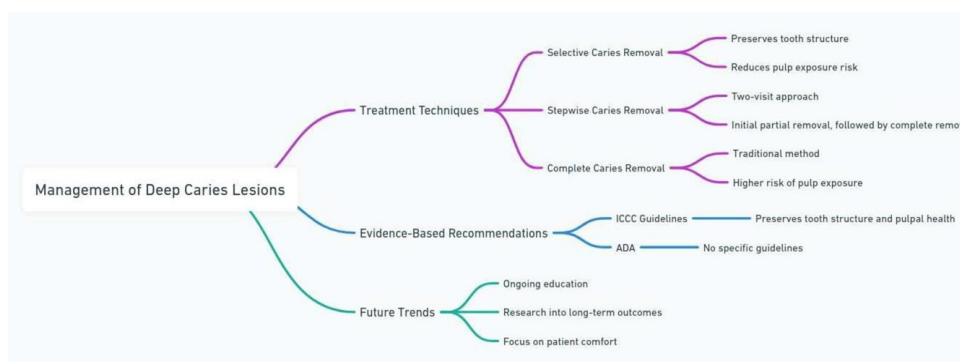 Management of Deep Caries Lesions
Treatment Techniques
Selective Caries Removal
Preserves tooth structure
Reduces pulp exposure risk
Stepwise Caries Removal
Two-visit approach
Initial partial removal, followed by complete remo
Complete Caries Removal
Traditional method
Higher risk of pulp exposure
Evidence-Based Recommendations
ICCC Guidelines
Preserves tooth structure and pulpal health
ADA
No specific guidelines
Future Trends
Ongoing education
Research into long-term outcomes
Focus on patient comfort